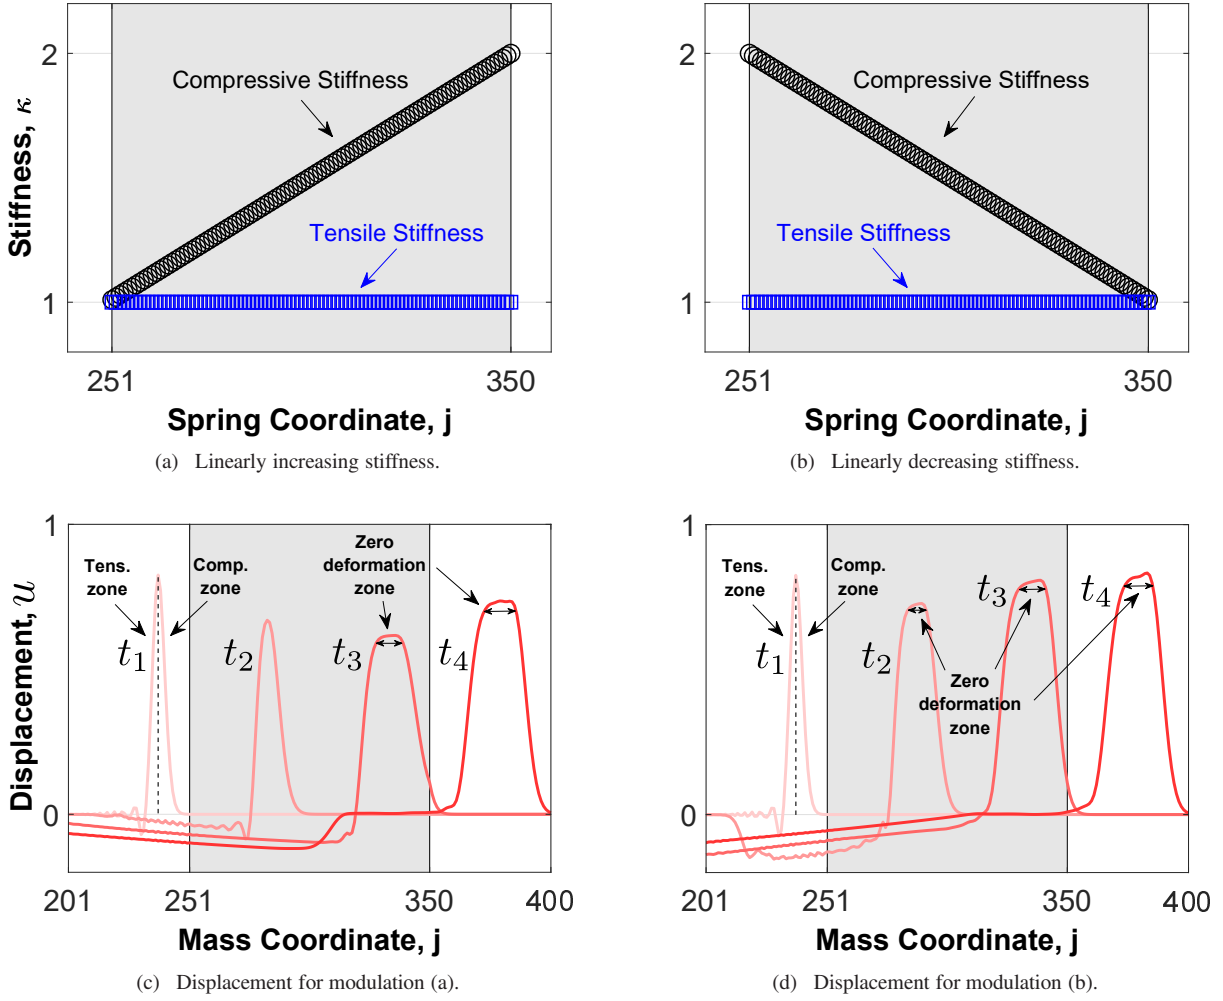 2
1
Stiffness, κ
Compressive Stiffness
Tensile Stiffness
251
350
Spring Coordinate, j
(a) Linearly increasing stiffness.
2
1
Compressive Stiffness
Tensile Stiffness
251
350
Spring Coordinate, j
(b) Linearly decreasing stiffness.
1
0
Displacement, u
Tens.
zone
Comp.
zone
Zero
deformation
zone
t1
t2
t3
t4
201
251
350
400
Mass Coordinate, j
(c) Displacement for modulation (a).
1
0
Tens.
zone
Comp.
zone
t1
t2
t3
t4
Zero
deformation
zone
201
251
350
400
Mass Coordinate, j
(d) Displacement for modulation (b).